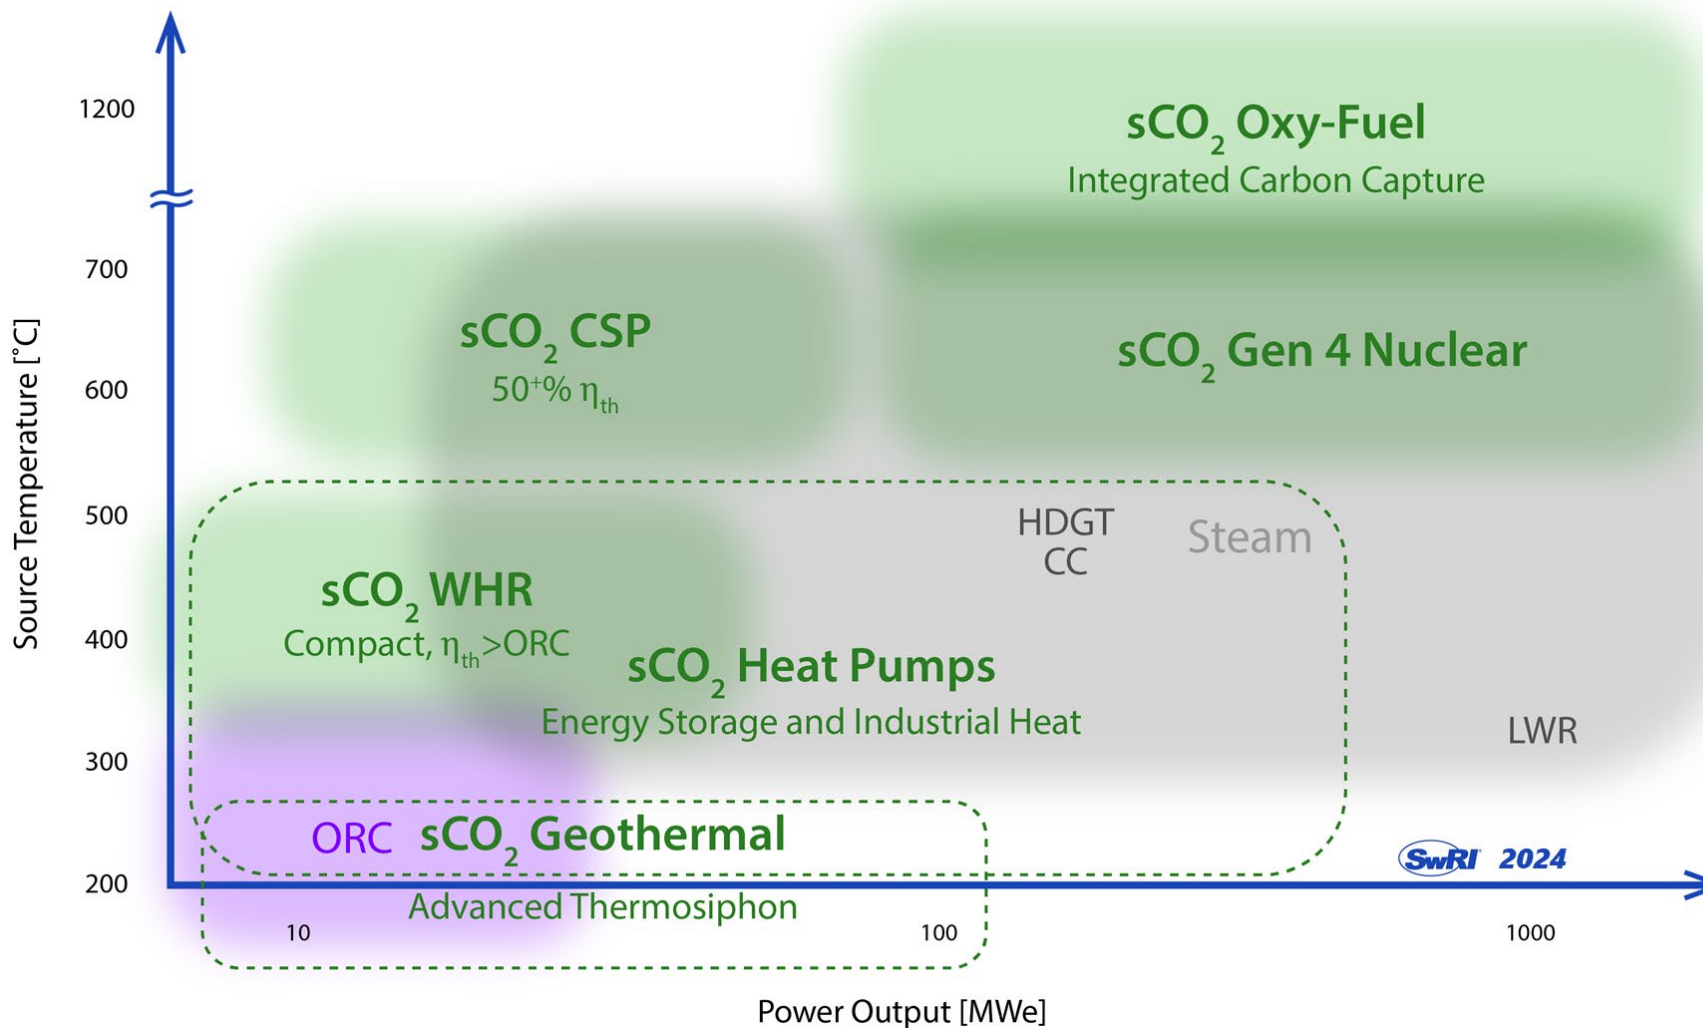 1200
700
600
500
400
300
200
Source Temperature [°C]
sCO₂ Oxy-Fuel
Integrated Carbon Capture
sCO₂ CSP
50⁺% ηth
sCO₂ Gen 4 Nuclear
HDGT
CC
Steam
sCO₂ WHR
Compact, ηth>ORC
sCO₂ Heat Pumps
Energy Storage and Industrial Heat
LWR
ORC
sCO₂ Geothermal
Advanced Thermosiphon
SwRI 2024
10
100
1000
Power Output [MWe]